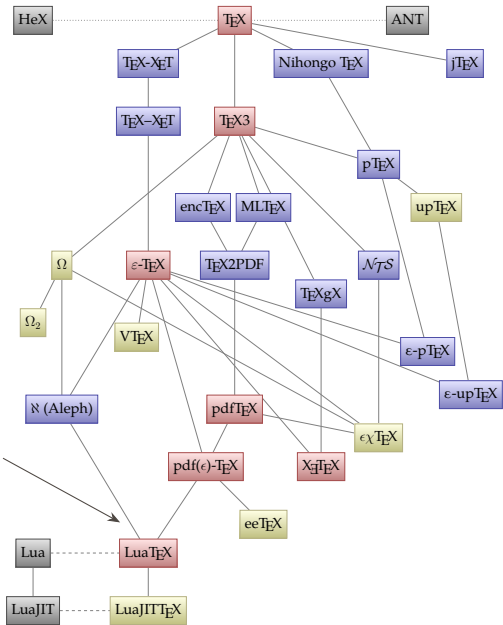 HeX TEX ANT
TEX-XET Nihongo TEX jTEX
TEX--XET TEX3
pTEX
encTEX MLTEX upTEX
Ω ε-TEX TEX2PDF NTS
TEXgX
Ω2
VTEX
ε-pTEX
ε-upTEX
ℵ (Aleph) pdfTEX
ϵχTEX
pdf(ϵ)-TEX XƎTEX
eeTEX
Lua LuaTEX
LuaJIT LuaJITTEX